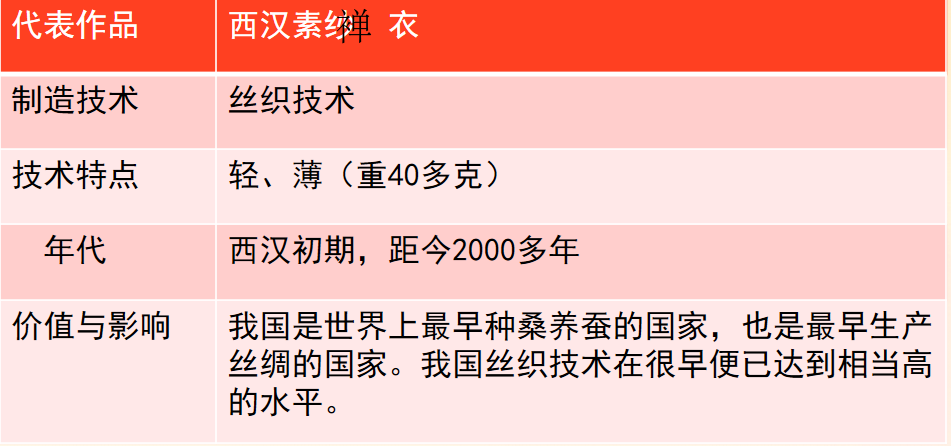 代表作品 西汉素纱禅 衣
制造技术 丝织技术
技术特点 轻、薄（重40多克）
年代 西汉初期，距今2000多年
价值与影响 我国是世界上最早种桑养蚕的国家，也是最早生产
丝绸的国家。我国丝织技术在很早便已达到相当高
的水平。